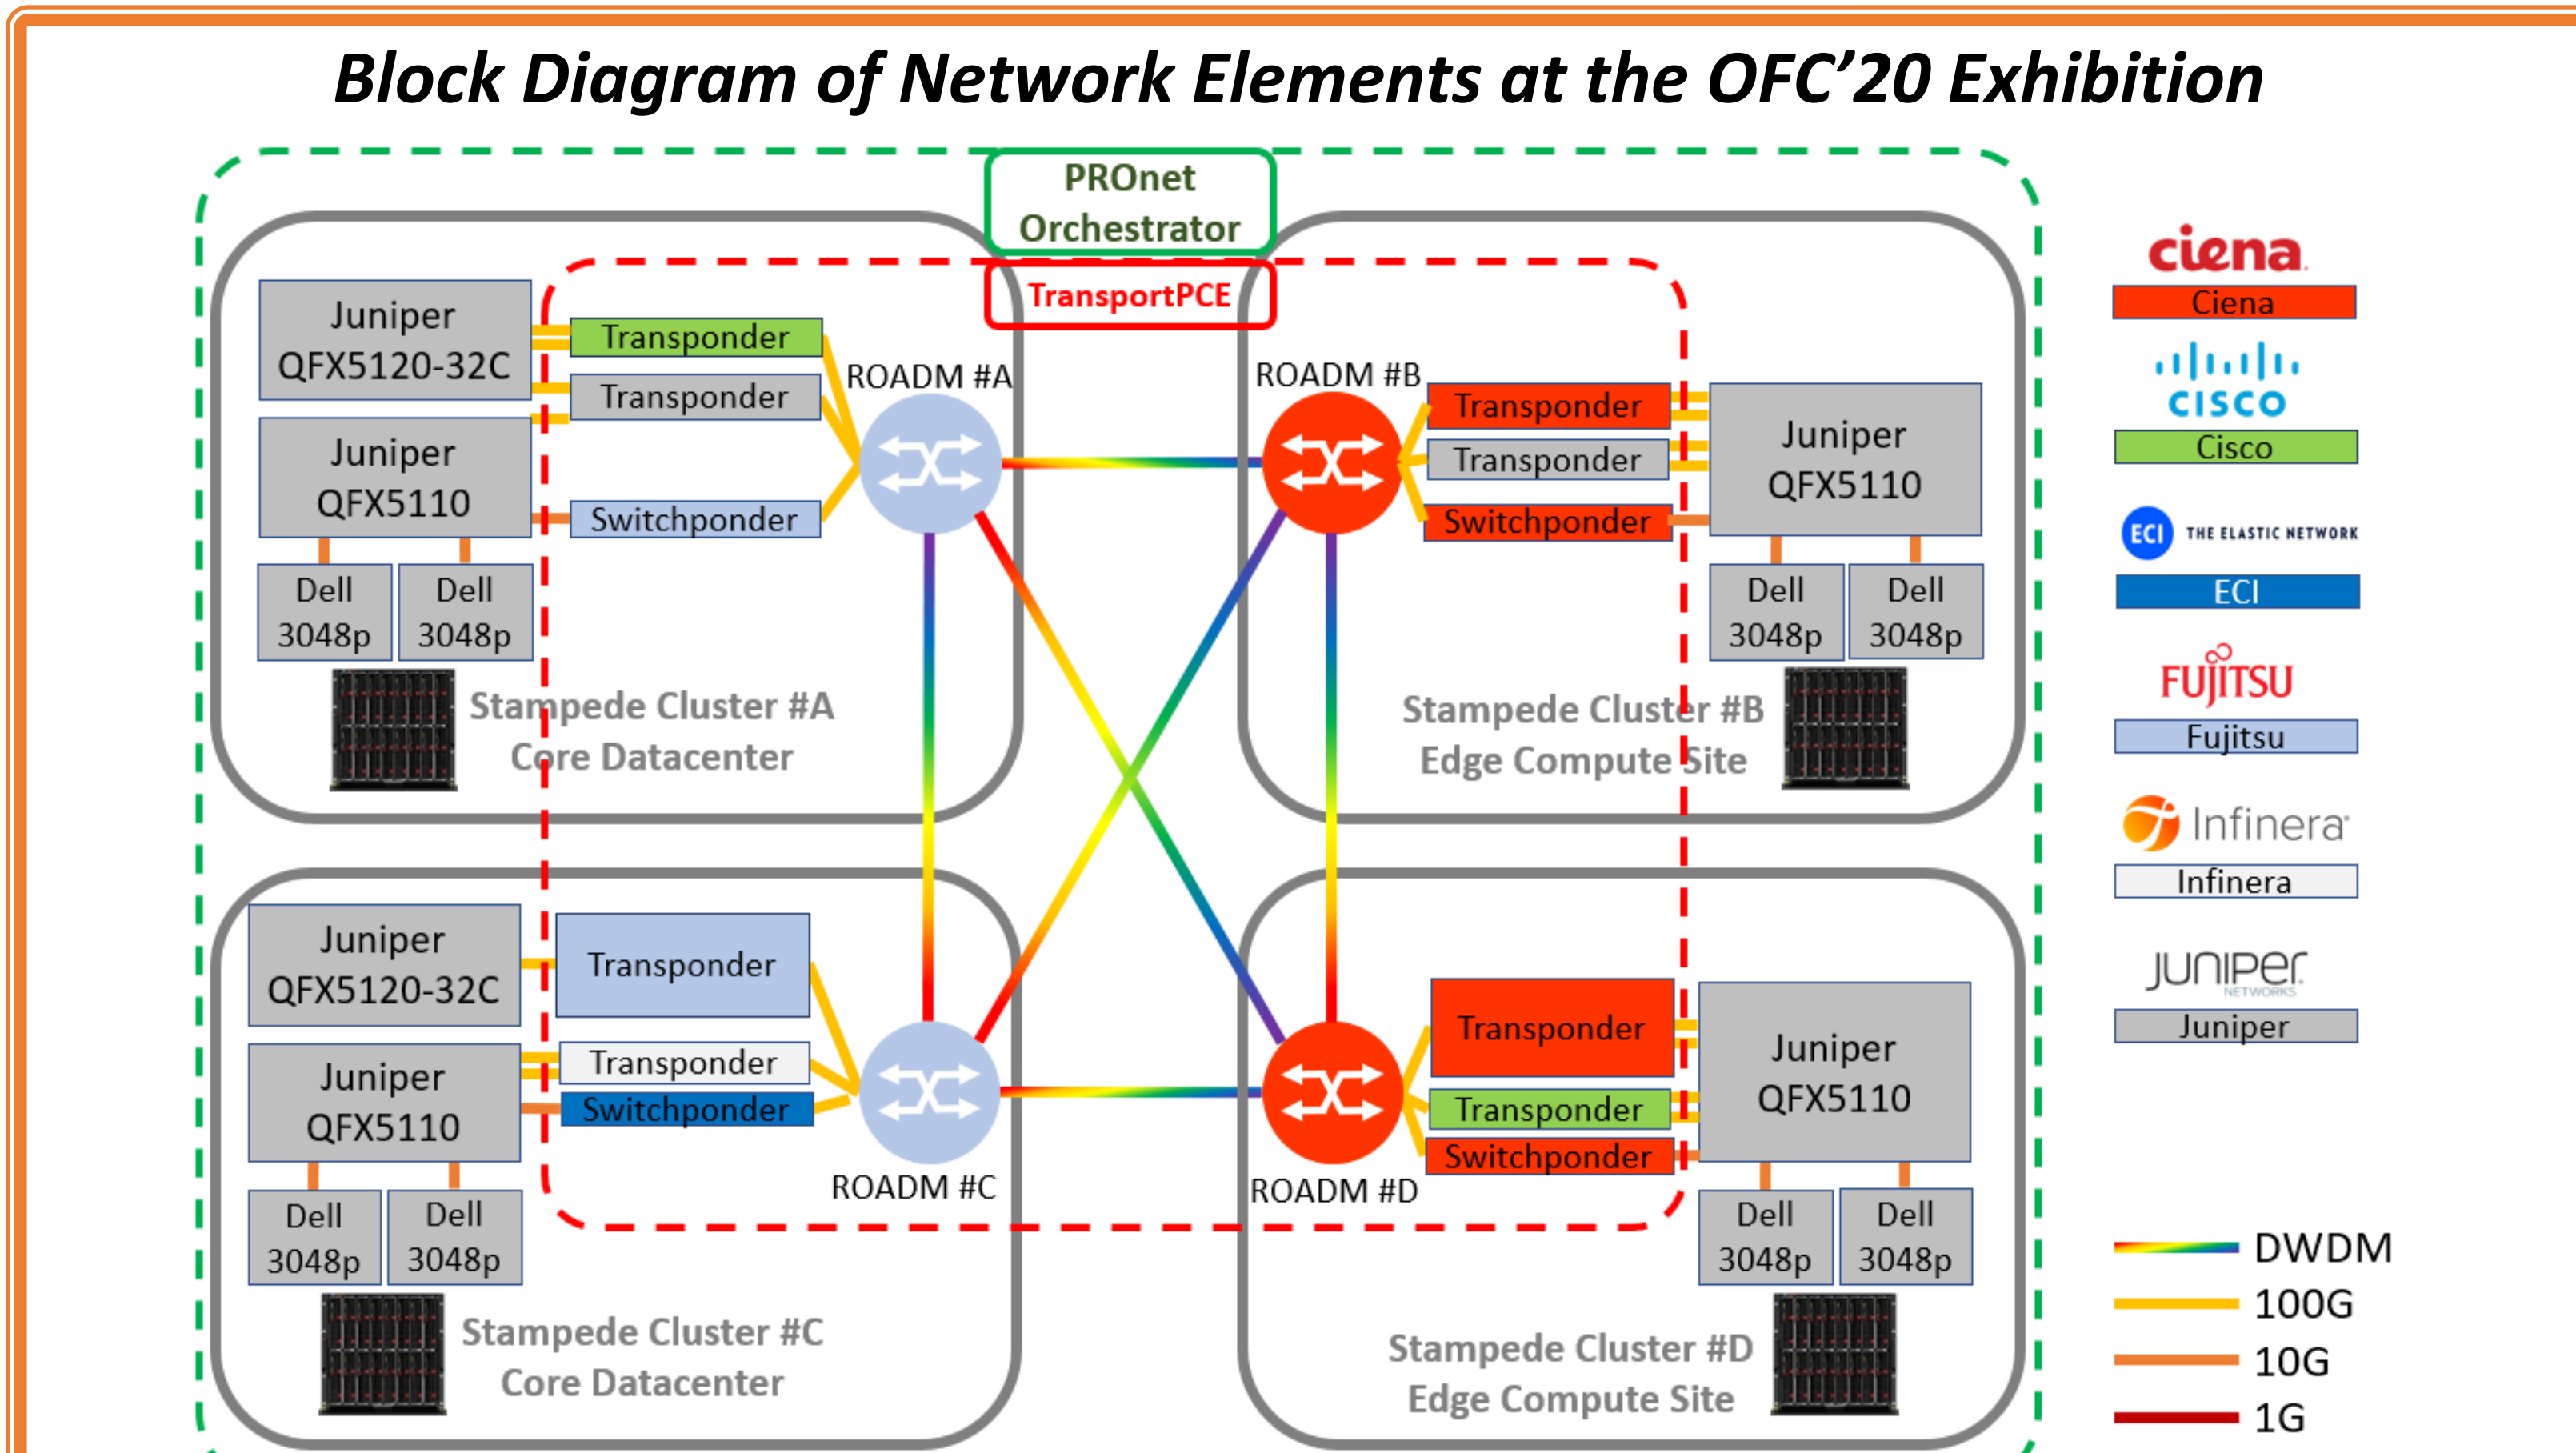 Block Diagram of Network Elements at the OFC’20 Exhibition
PROnet
Orchestrator
TransportPCE
Juniper
QFX5120-32C
Juniper
QFX5110
Dell
3048p
Dell
3048p
Transponder
Transponder
Switchponder
ROADM #A
Stampede Cluster #A
Core Datacenter
ROADM #B
Transponder
Transponder
Switchponder
Juniper
QFX5110
Dell
3048p
Dell
3048p
Stampede Cluster #B
Edge Compute Site
Juniper
QFX5120-32C
Juniper
QFX5110
Dell
3048p
Dell
3048p
Transponder
Transponder
Switchponder
ROADM #C
Stampede Cluster #C
Core Datacenter
ROADM #D
Transponder
Transponder
Switchponder
Juniper
QFX5110
Dell
3048p
Dell
3048p
Stampede Cluster #D
Edge Compute Site
ciena
Ciena
CISCO
Cisco
ECI THE ELASTIC NETWORK
ECI
FUJITSU
Fujitsu
Infinera
Infinera
JUNIPer
NETWORKS
Juniper
DWDM
100G
10G
1G